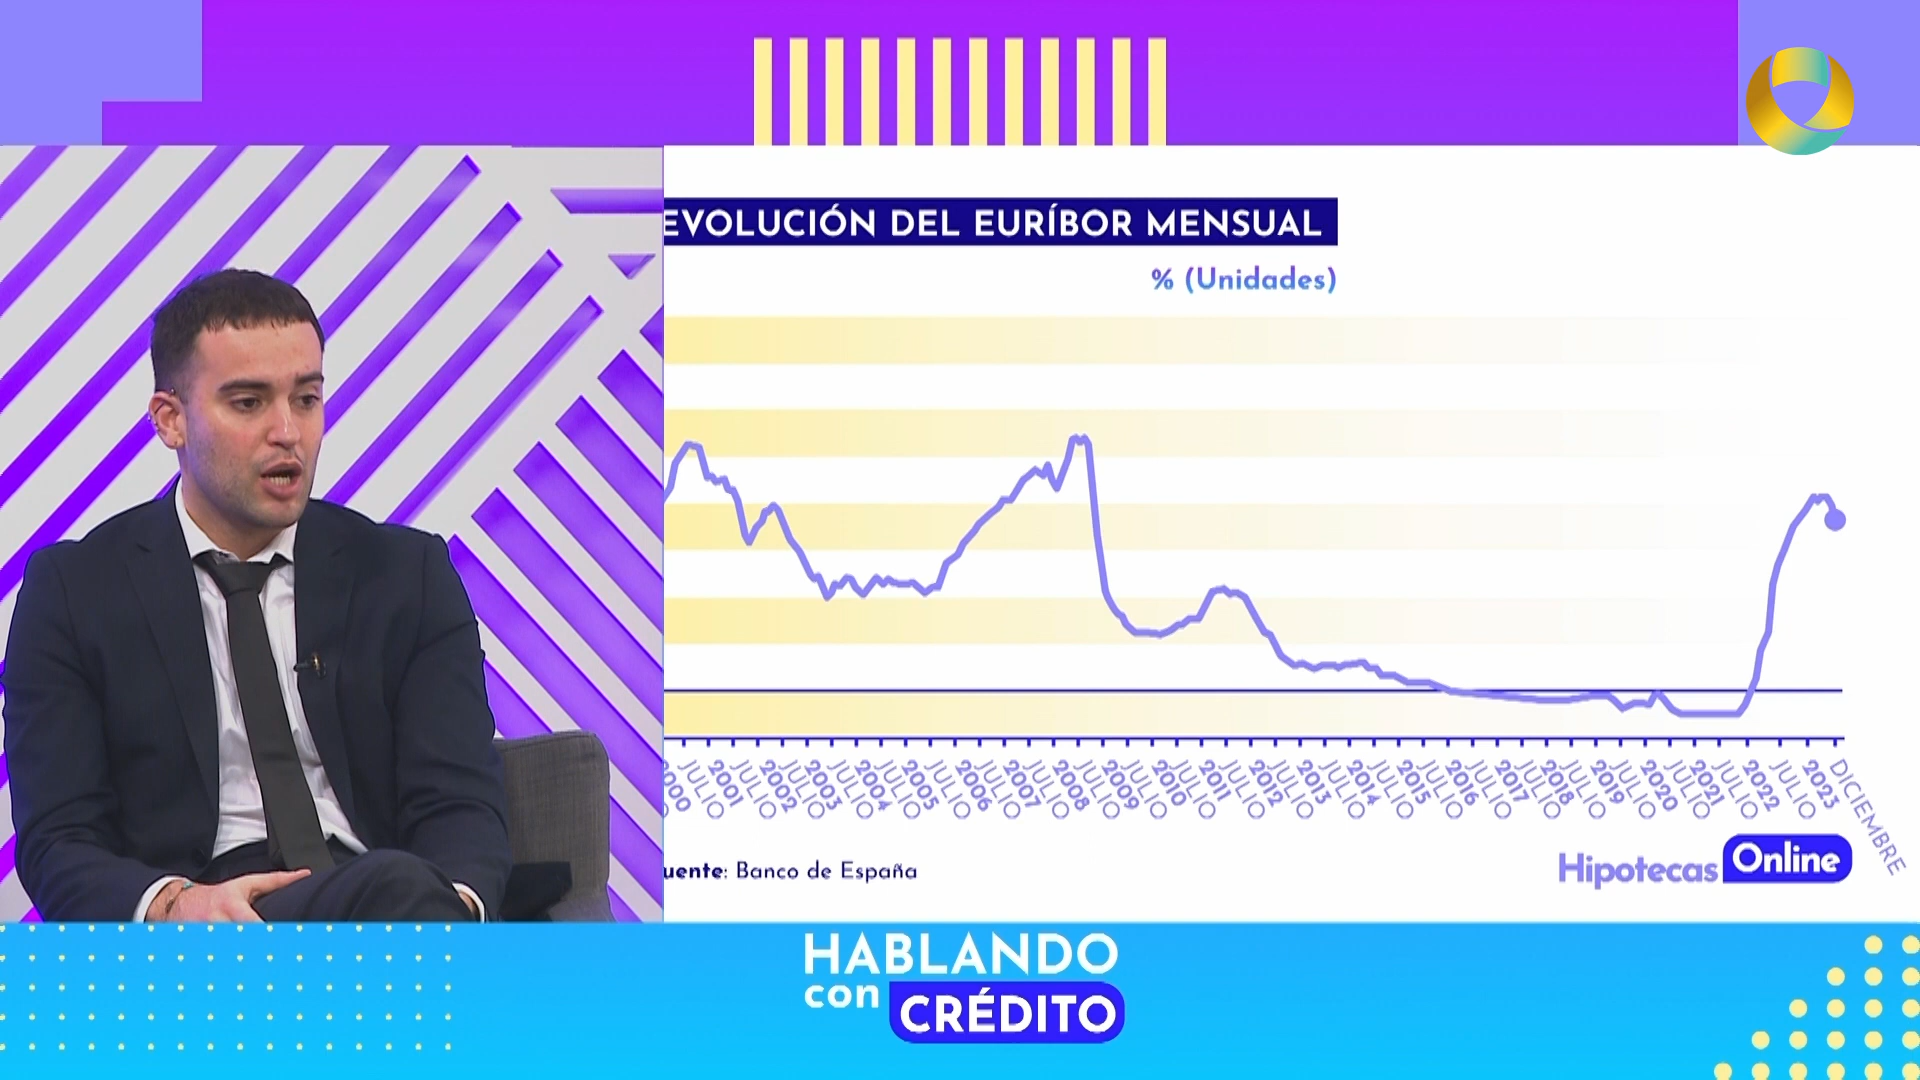 EVOLUCIÓN DEL EURÍBOR MENSUAL
% (Unidades)
2000
JULIO
2001
JULIO
2002
JULIO
2003
JULIO
2004
JULIO
2005
JULIO
2006
JULIO
2007
JULIO
2008
JULIO
2009
JULIO
2010
JULIO
2011
JULIO
2012
JULIO
2013
JULIO
2014
JULIO
2015
JULIO
2016
JULIO
2017
JULIO
2018
JULIO
2019
JULIO
2020
JULIO
2021
JULIO
2022
JULIO
2023
DICIEMBRE
uente: Banco de España
Hipotecas Online
HABLANDO
con CRÉDITO